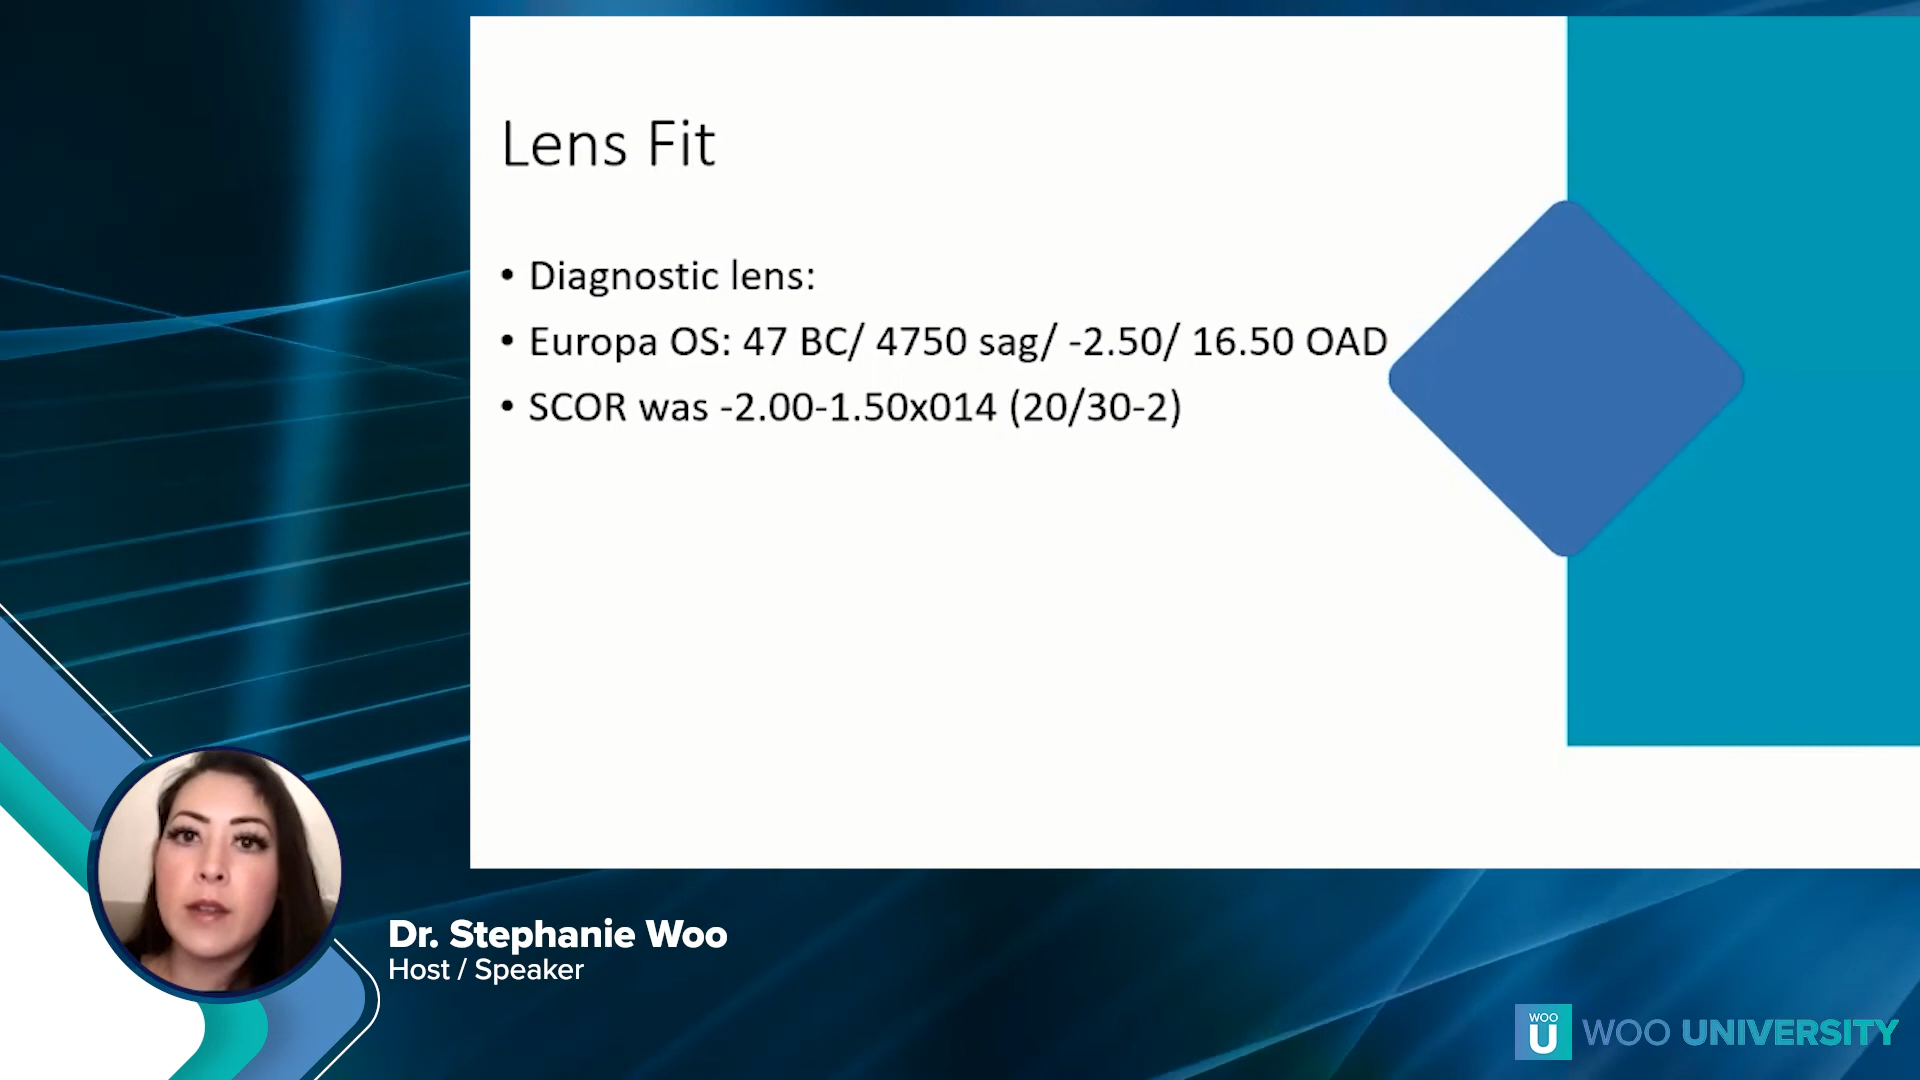 Lens Fit
• Diagnostic lens:
• Europa OS: 47 BC/ 4750 sag/ -2.50/ 16.50 OAD
• SCOR was -2.00-1.50x014 (20/30-2)
Dr. Stephanie Woo
Host / Speaker
WOO
U
WOO UNIVERSITY